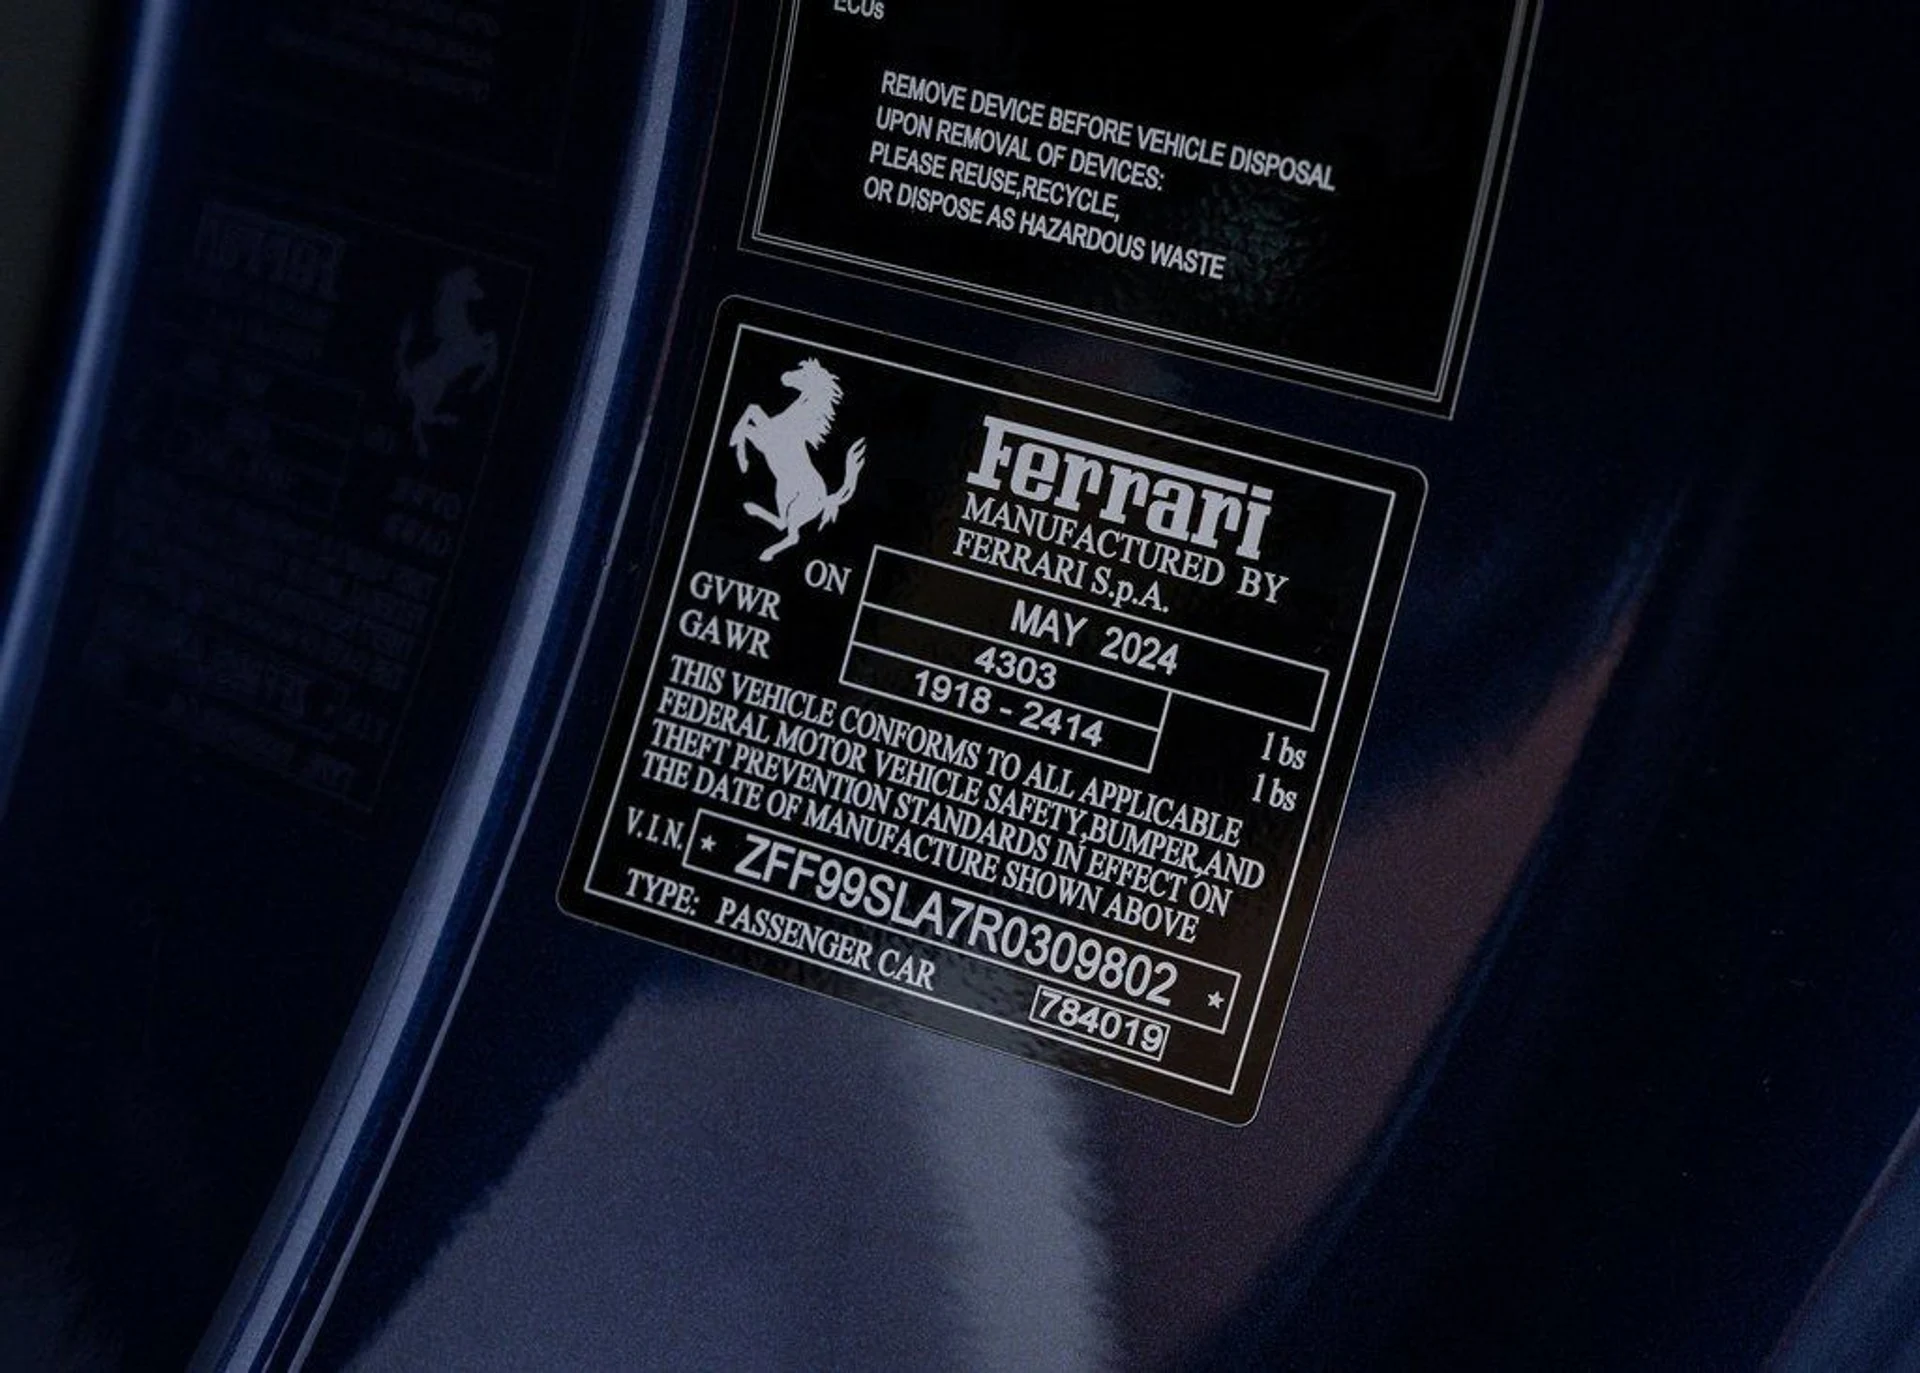 ECUs
REMOVE DEVICE BEFORE VEHICLE DISPOSAL
UPON REMOVAL OF DEVICES:
PLEASE REUSE,RECYCLE,
OR DISPOSE AS HAZARDOUS WASTE
Ferrari
MANUFACTURED BY
FERRARI S.p.A.
ON MAY 2024
GVWR 4303 lbs
GAWR 1918 - 2414 lbs
THIS VEHICLE CONFORMS TO ALL APPLICABLE
FEDERAL MOTOR VEHICLE SAFETY,BUMPER,AND
THEFT PREVENTION STANDARDS IN EFFECT ON
THE DATE OF MANUFACTURE SHOWN ABOVE
V.I.N. * ZFF99SLA7R0309802 *
TYPE: PASSENGER CAR 784019